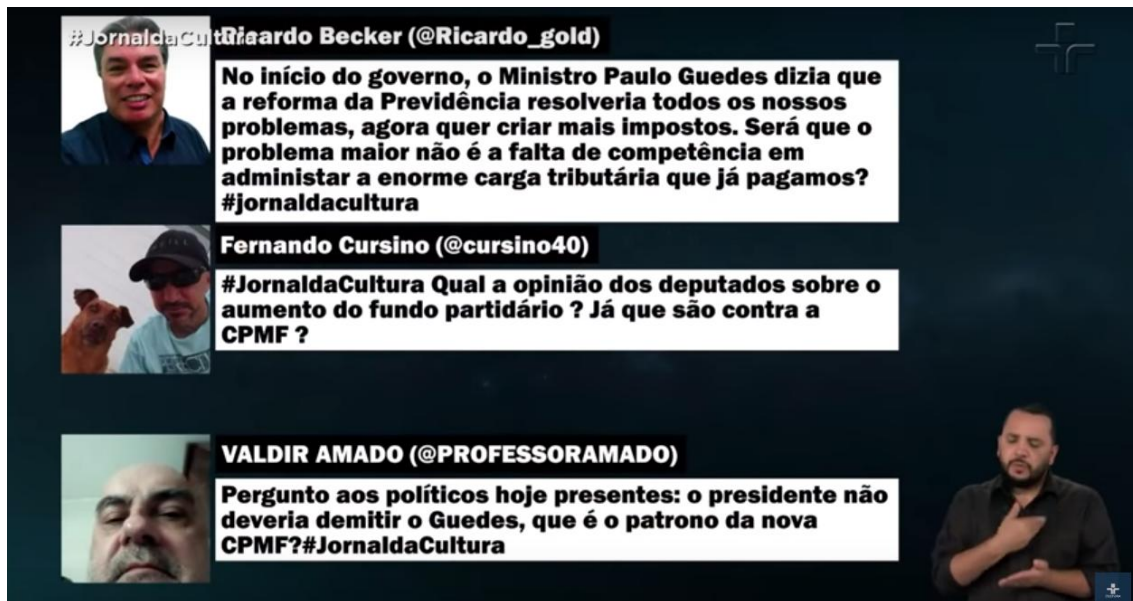 #JornaldaCultura
Ricardo Becker (@Ricardo_gold)
No início do governo, o Ministro Paulo Guedes dizia que
a reforma da Previdência resolveria todos os nossos
problemas, agora quer criar mais impostos. Será que o
problema maior não é a falta de competência em
administar a enorme carga tributária que já pagamos?
#jornaldacultura
Fernando Cursino (@cursino40)
#JornaldaCultura Qual a opinião dos deputados sobre o
aumento do fundo partidário ? Já que são contra a
CPMF ?
VALDIR AMADO (@PROFESSORAMADO)
Pergunto aos políticos hoje presentes: o presidente não
deveria demitir o Guedes, que é o patrono da nova
CPMF?#JornaldaCultura